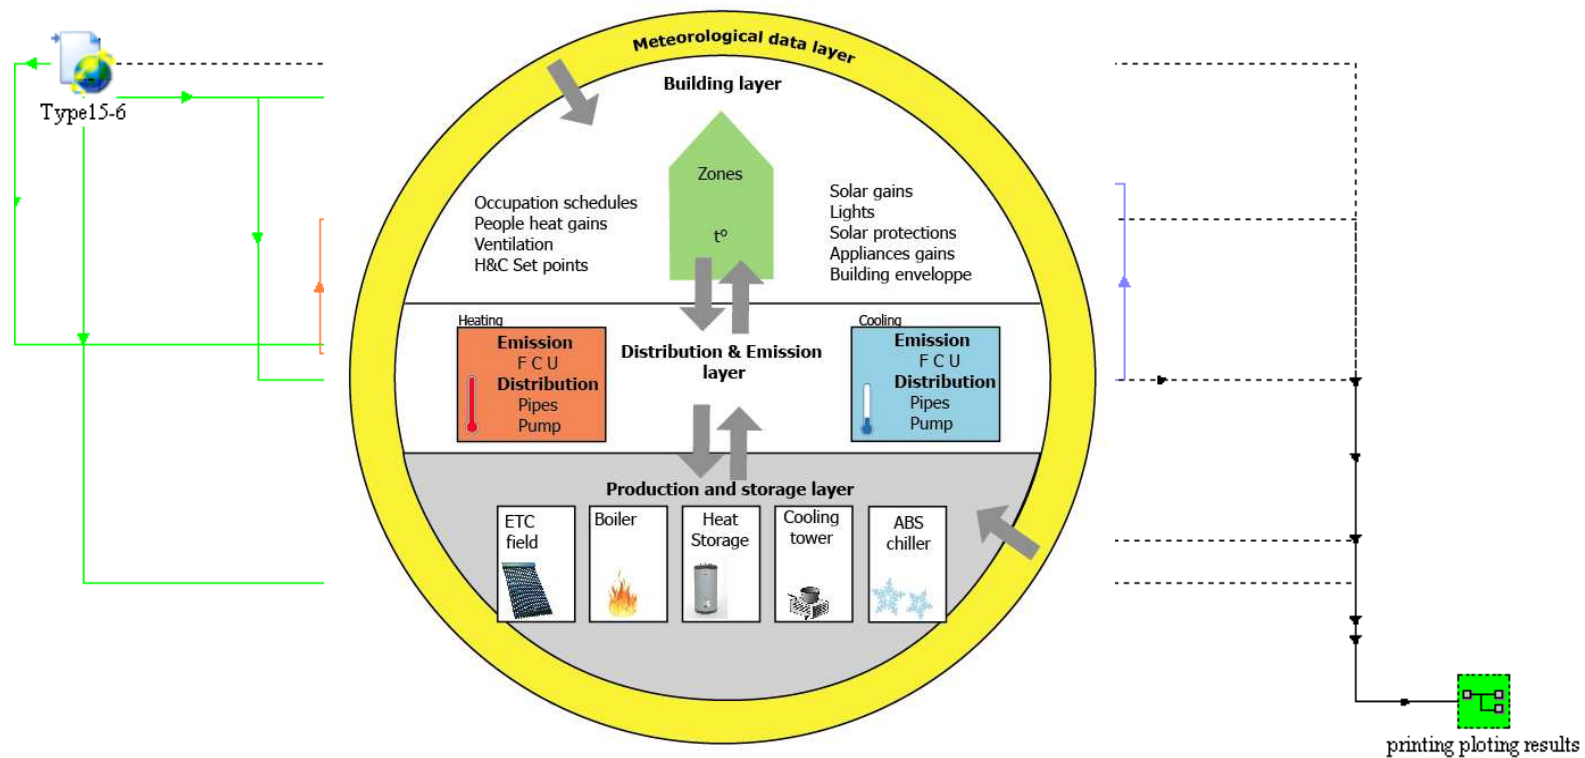 Type15-6
Meteorological data layer
Building layer
Zones
t°
Occupation schedules
People heat gains
Ventilation
H&C Set points
Solar gains
Lights
Solar protections
Appliances gains
Building enveloppe
Heating
Emission
F C U
Distribution
Pipes
Pump
Distribution & Emission
layer
Cooling
Emission
F C U
Distribution
Pipes
Pump
Production and storage layer
ETC
field
Boiler
Heat
Storage
Cooling
tower
ABS
chiller
printing ploting results